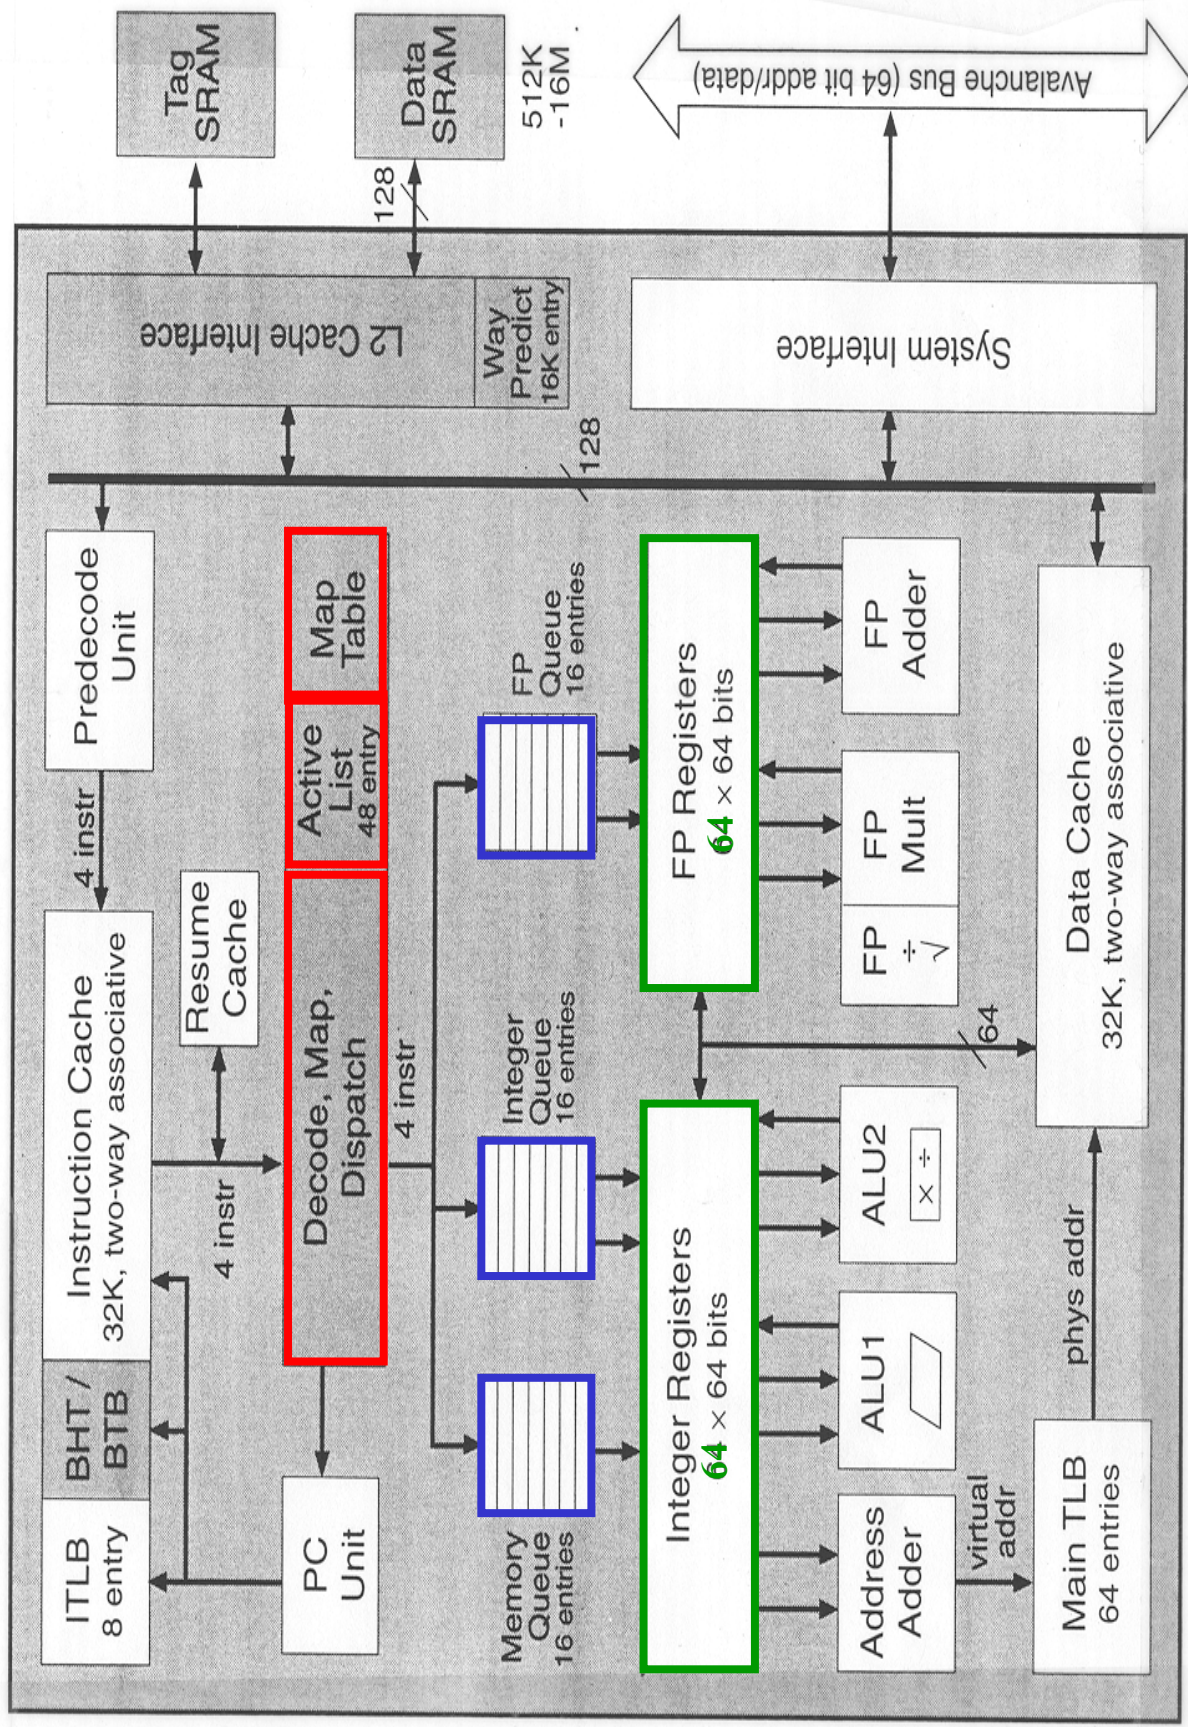 ITLB
8 entry
BHT /
BTB
Instruction Cache
32K, two-way associative
4 instr
Predecode
Unit
PC
Unit
4 instr
Resume
Cache
Decode, Map,
Dispatch
Active
List
48 entry
Map
Table
4 instr
Memory
Queue
16 entries
Integer
Queue
16 entries
FP
Queue
16 entries
Integer Registers
64 × 64 bits
FP Registers
64 × 64 bits
Address
Adder
ALU1
ALU2
× ÷
FP
÷
√
FP
Mult
FP
Adder
virtual
addr
Main TLB
64 entries
phys addr
64
Data Cache
32K, two-way associative
128
L2 Cache Interface
Way
Predict
16K entry
System Interface
128
Tag
SRAM
Data
SRAM
512K
-16M
Avalanche Bus (64 bit addr/data)